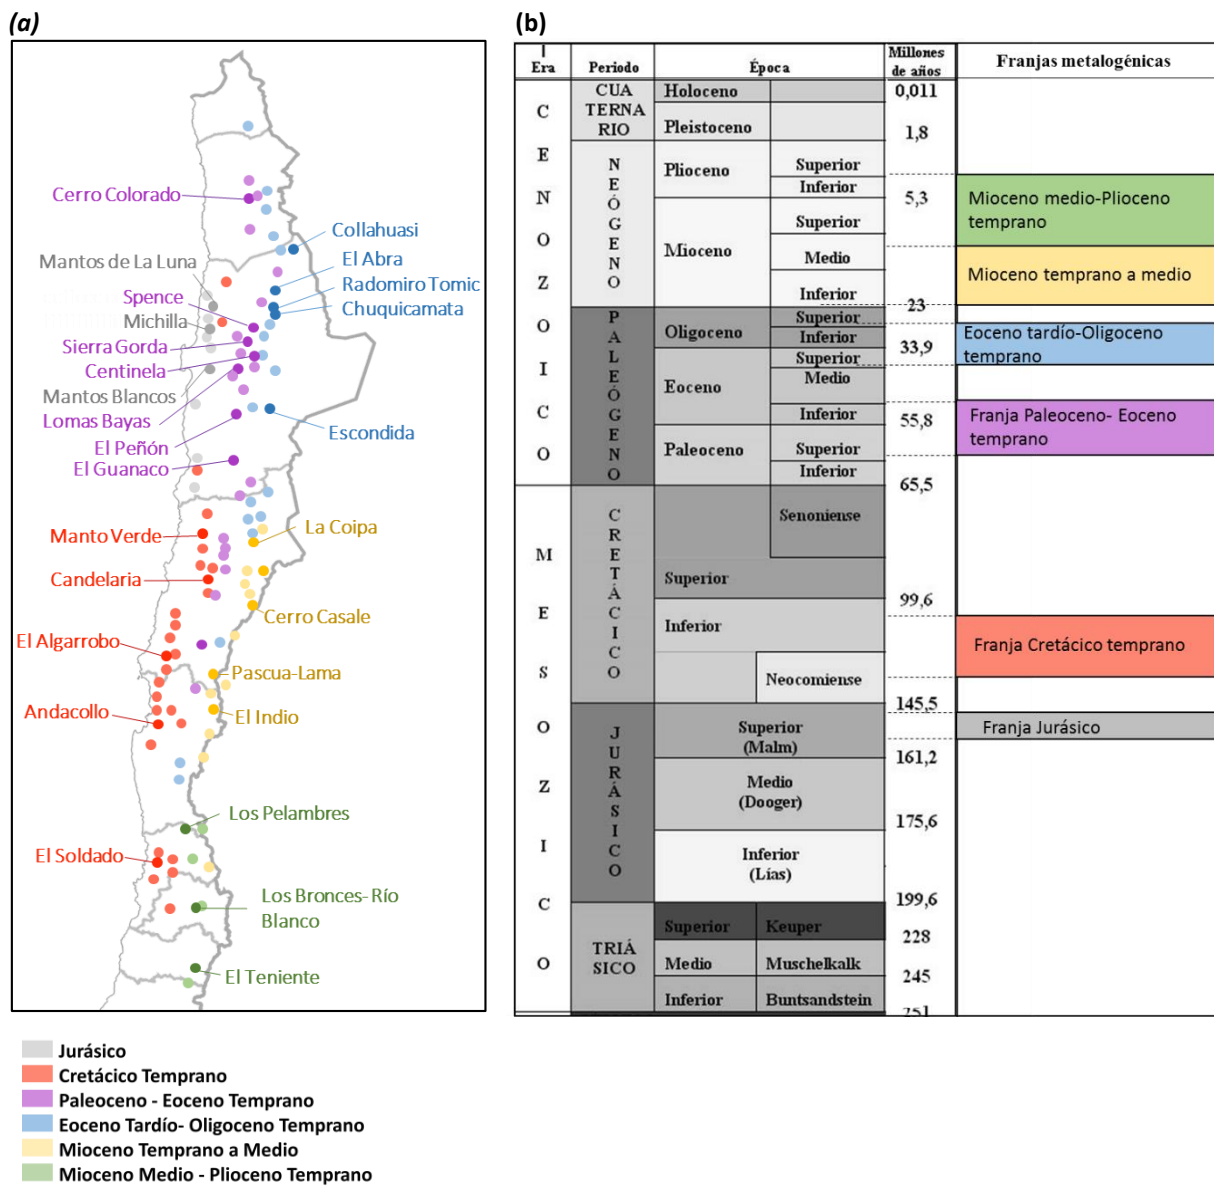 (a)
Cerro Colorado
Collahuasi
El Abra
Mantos de La Luna
Radomiro Tomic
Spence
Chuquicamata
Michilla
Sierra Gorda
Centinela
Mantos Blancos
Lomas Bayas
Escondida
El Peñón
El Guanaco
La Coipa
Manto Verde
Candelaria
Cerro Casale
El Algarrobo
Pascua-Lama
Andacollo
El Indio
Los Pelambres
El Soldado
Los Bronces- Río
Blanco
El Teniente
Jurásico
Cretácico Temprano
Paleoceno - Eoceno Temprano
Eoceno Tardío- Oligoceno Temprano
Mioceno Temprano a Medio
Mioceno Medio - Plioceno Temprano
(b)
Era
Periodo
Época
Millones
de años
Franjas metalogénicas
CENOZOICO
CUA
TERNA
RIO
Holoceno
0,011
Pleistoceno
1,8
NEÓGENO
Plioceno
Superior
Inferior
5,3
Mioceno medio-Plioceno
temprano
Mioceno
Superior
Medio
Inferior
Mioceno temprano a medio
23
PALEÓGENO
Oligoceno
Superior
Inferior
33,9
Eoceno tardío-Oligoceno
temprano
Eoceno
Superior
Medio
Inferior
55,8
Franja Paleoceno- Eoceno
temprano
Paleoceno
Superior
Inferior
65,5
MESOZOICO
CRETÁCICO
Senoniense
Superior
99,6
Inferior
Neocomiense
Franja Cretácico temprano
145,5
JURÁSICO
Superior
(Malm)
Franja Jurásico
161,2
Medio
(Dooger)
175,6
Inferior
(Lías)
199,6
TRIÁ
SICO
Superior
Keuper
228
Medio
Muschelkalk
245
Inferior
Buntsandstein
251